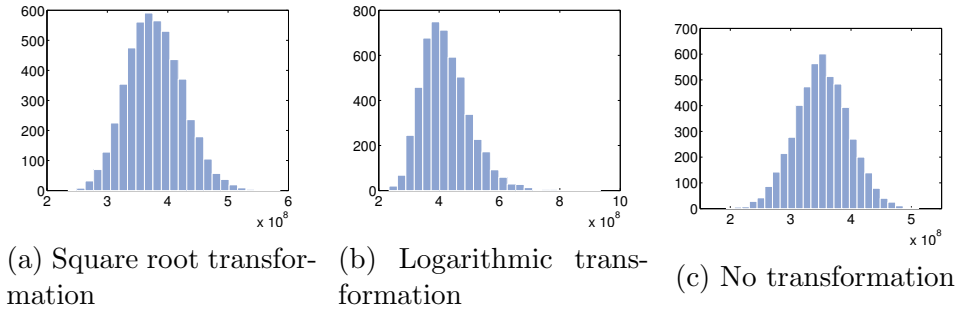 600
500
400
300
200
100
0
2 3 4 5 6
x 10^8
(a) Square root transfor-
mation
800
600
400
200
0
2 4 6 8 10
x 10^8
(b) Logarithmic trans-
formation
700
600
500
400
300
200
100
0
2 3 4 5
x 10^8
(c) No transformation